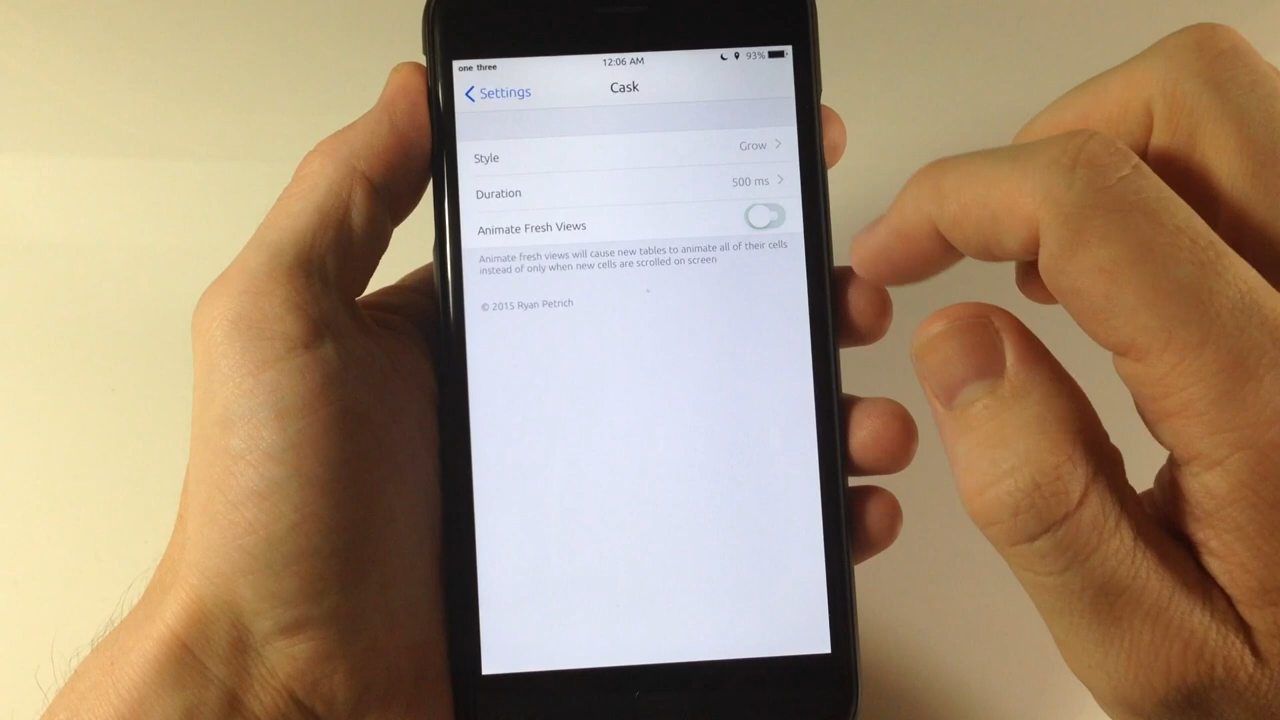 one three
12:06 AM
93%
Settings
Cask
Style
Grow
Duration
500 ms
Animate Fresh Views
Animate fresh views will cause new tables to animate all of their cells
instead of only when new cells are scrolled on screen
© 2015 Ryan Petrich